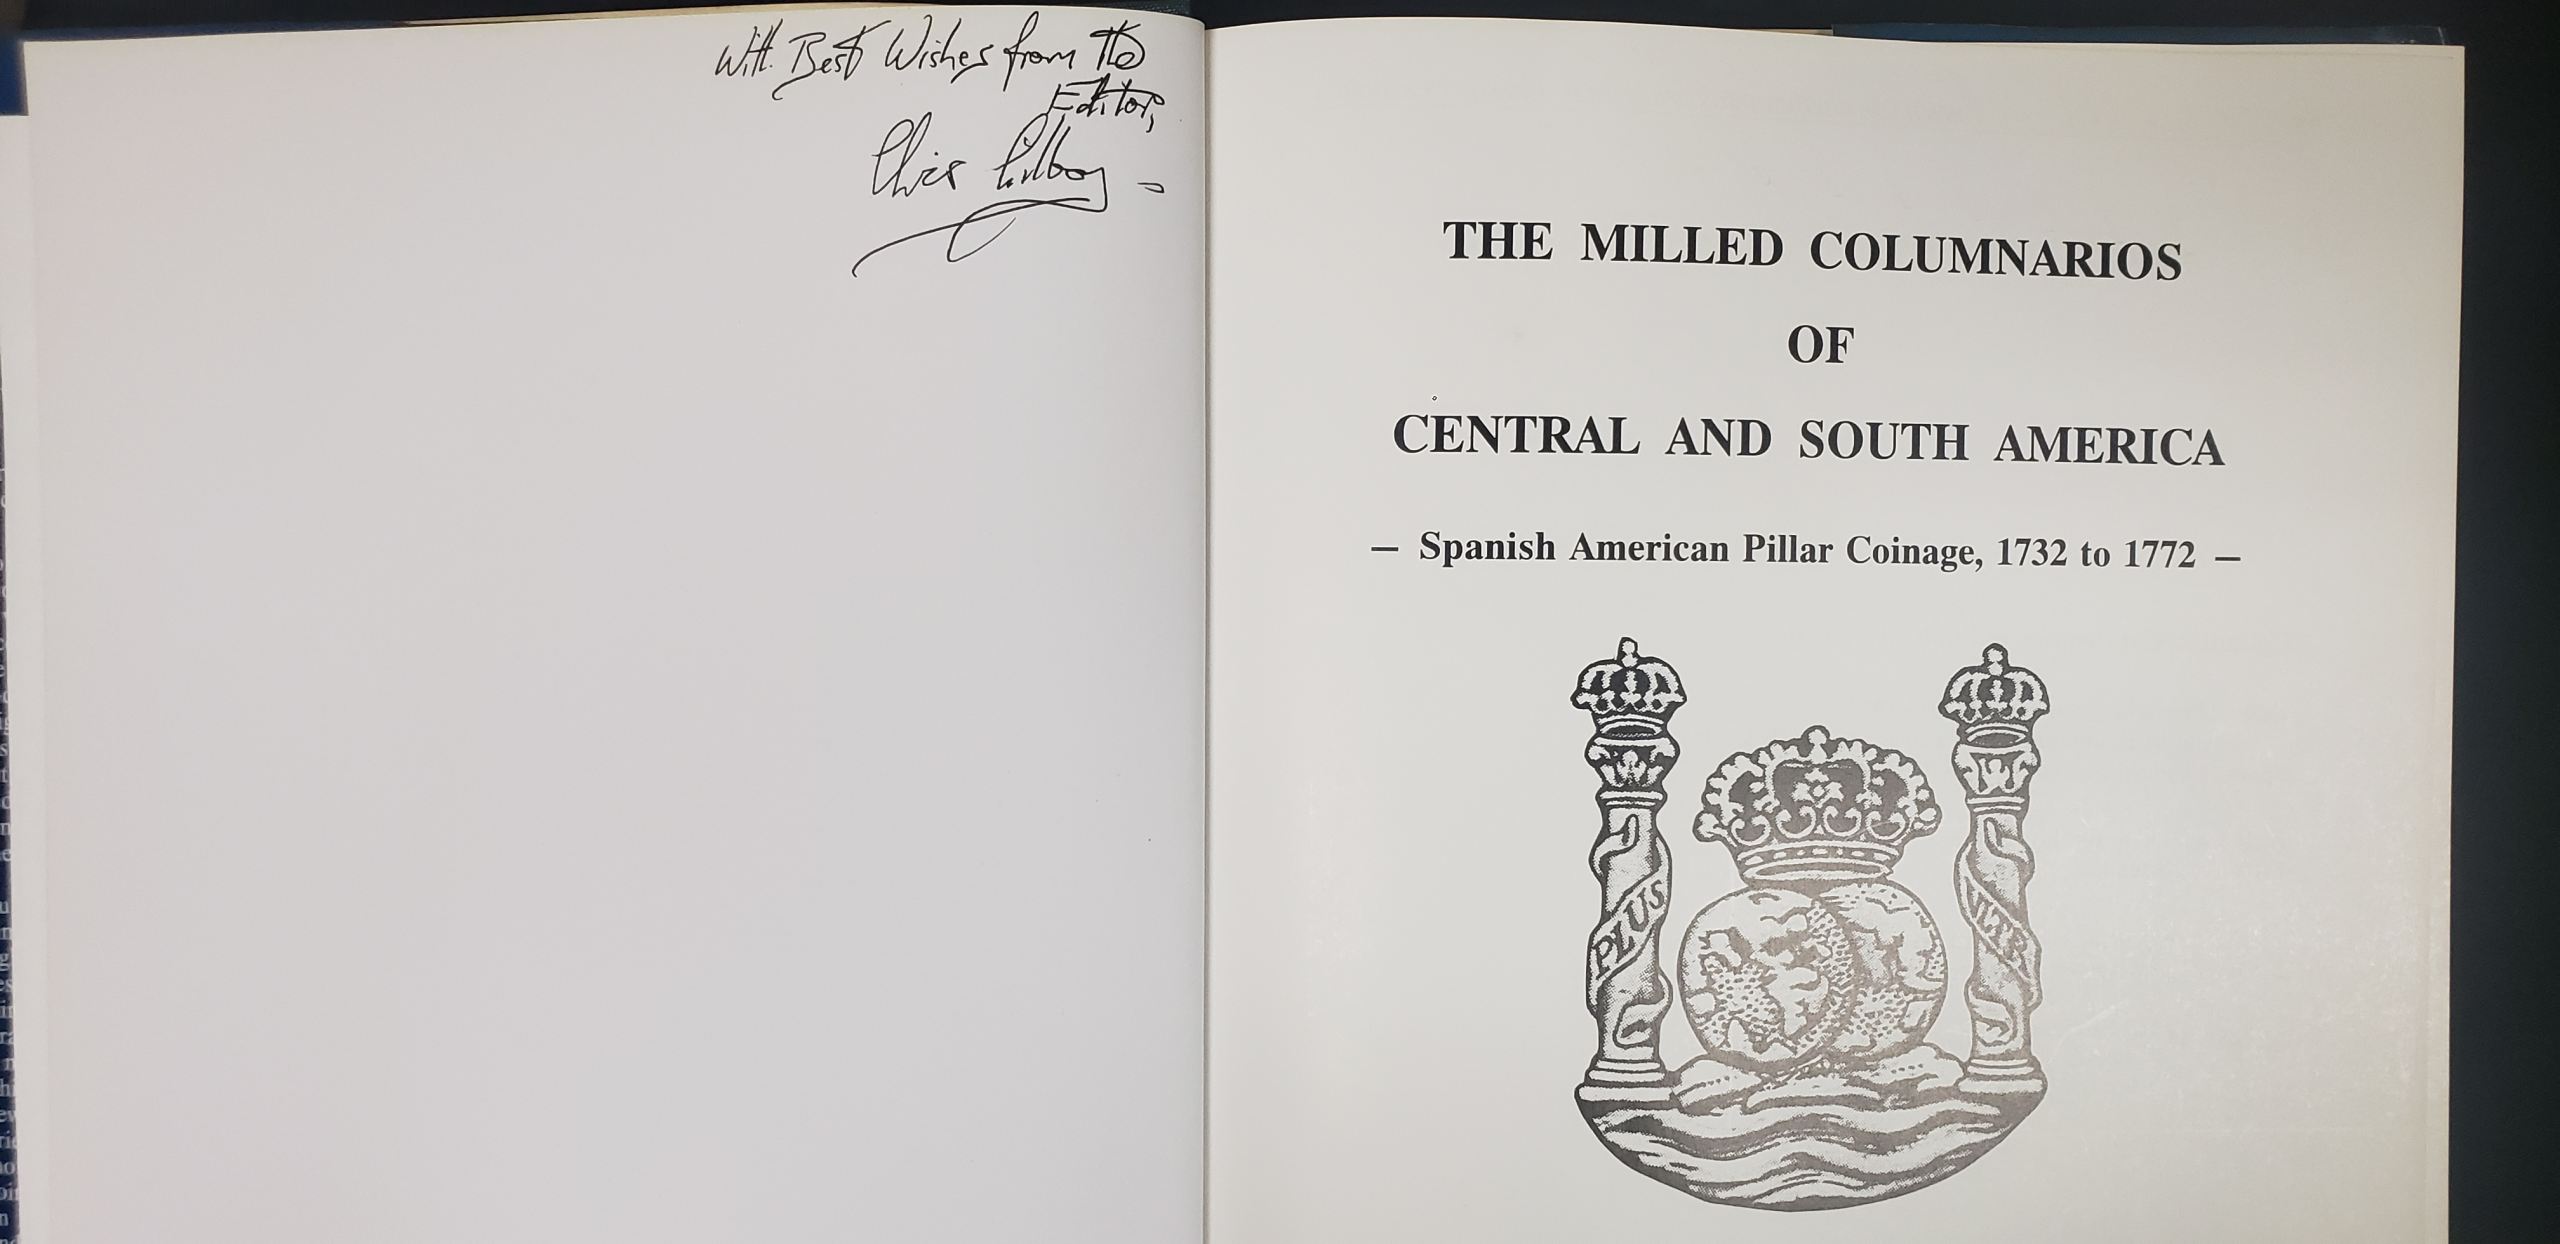 With Best Wishes from the
Editor,
Chris
THE MILLED COLUMNARIOS
OF
CENTRAL AND SOUTH AMERICA
— Spanish American Pillar Coinage, 1732 to 1772 —
PLUS